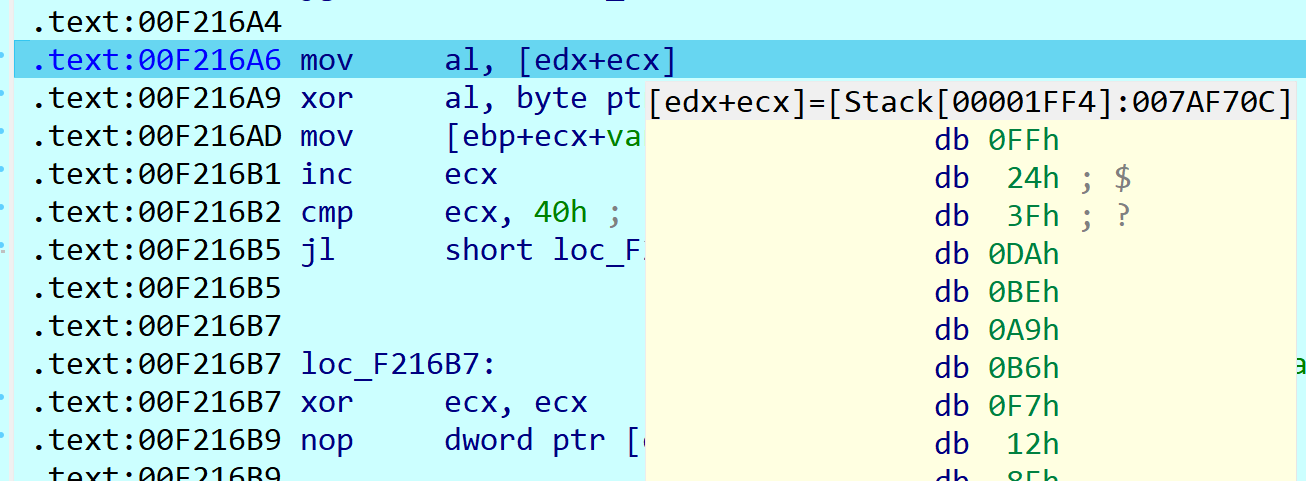 .text:00F216A4
.text:00F216A6 mov al, [edx+ecx]
.text:00F216A9 xor al, byte pt
[edx+ecx]=[Stack[00001FF4]:007AF70C]
.text:00F216AD mov [ebp+ecx+va
db 0FFh
.text:00F216B1 inc ecx
db 24h ; $
.text:00F216B2 cmp ecx, 40h ;
db 3Fh ; ?
.text:00F216B5 jl short loc_F
db 0DAh
.text:00F216B5
db 0BEh
.text:00F216B7
db 0A9h
.text:00F216B7 loc_F216B7:
db 0B6h
.text:00F216B7 xor ecx, ecx
db 0F7h
.text:00F216B9 nop dword ptr [
db 12h
.text:00F216B9
db 8Fh